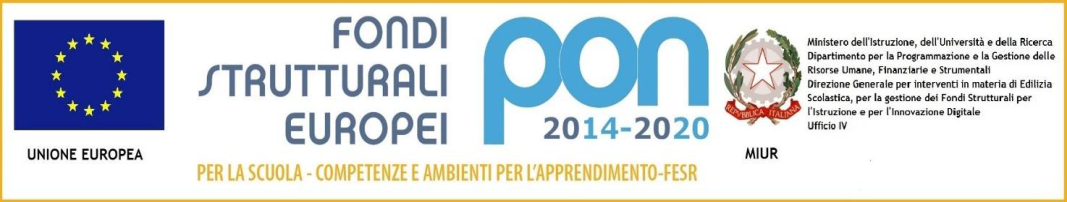 UNIONE EUROPEA
FONDI
STRUTTURALI
EUROPEI
pon
2014-2020
PER LA SCUOLA - COMPETENZE E AMBIENTI PER L'APPRENDIMENTO-FESR
REPVBBLICA ITALIANA
MIUR
Ministero dell'Istruzione, dell'Università e della Ricerca
Dipartimento per la Programmazione e la Gestione delle
Risorse Umane, Finanziarie e Strumentali
Direzione Generale per interventi in materia di Edilizia
Scolastica, per la gestione dei Fondi Strutturali per
l'Istruzione e per l'Innovazione Digitale
Ufficio IV